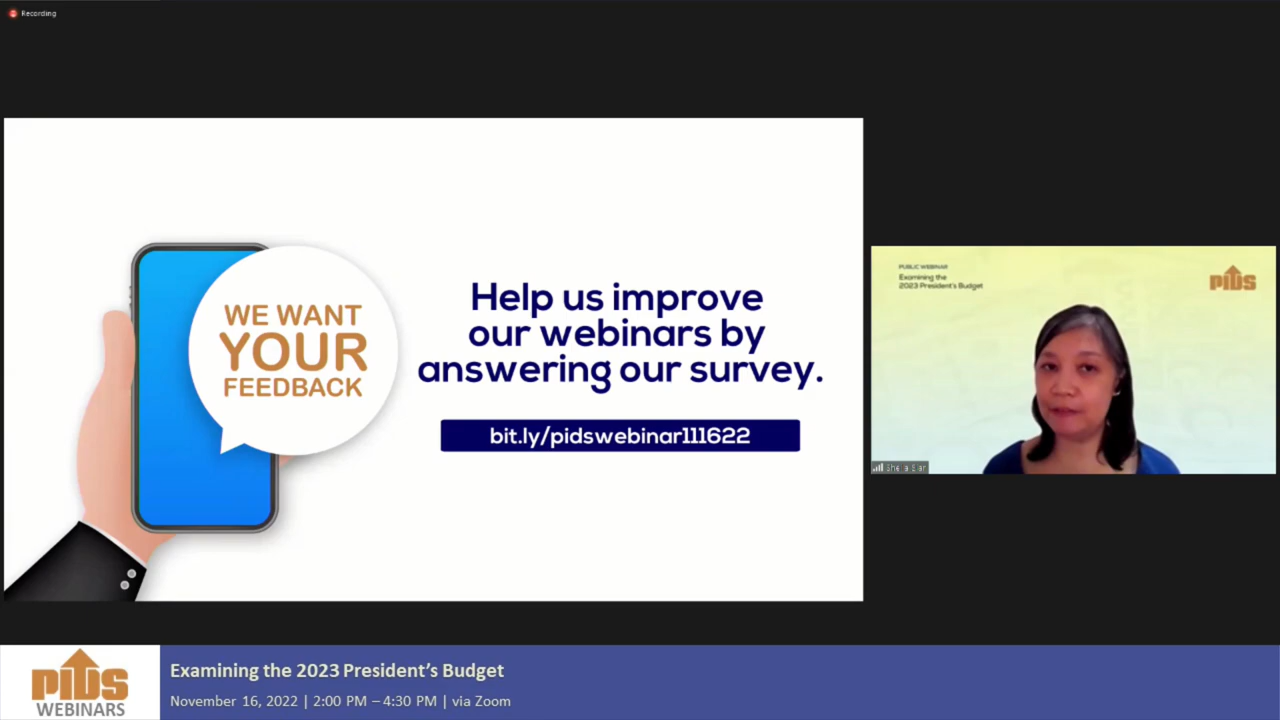 Recording
WE WANT
YOUR
FEEDBACK
Help us improve
our webinars by
answering our survey.
bit.ly/pidswebinar111622
PUBLIC WEBINAR
Examining the
2023 President's Budget
PIDS
Sheila Siar
PIDS
WEBINARS
Examining the 2023 President’s Budget
November 16, 2022 | 2:00 PM – 4:30 PM | via Zoom